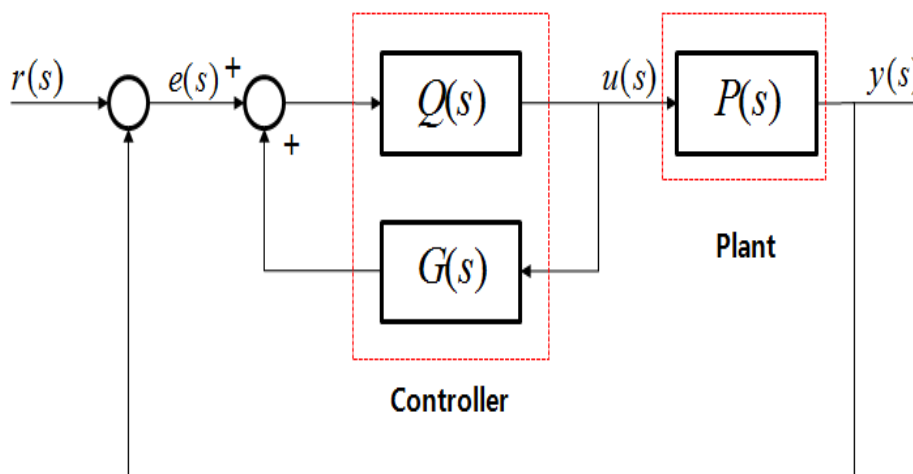 r(s) e(s) + Q(s) u(s) P(s) y(s)
+
G(s)
Plant
Controller